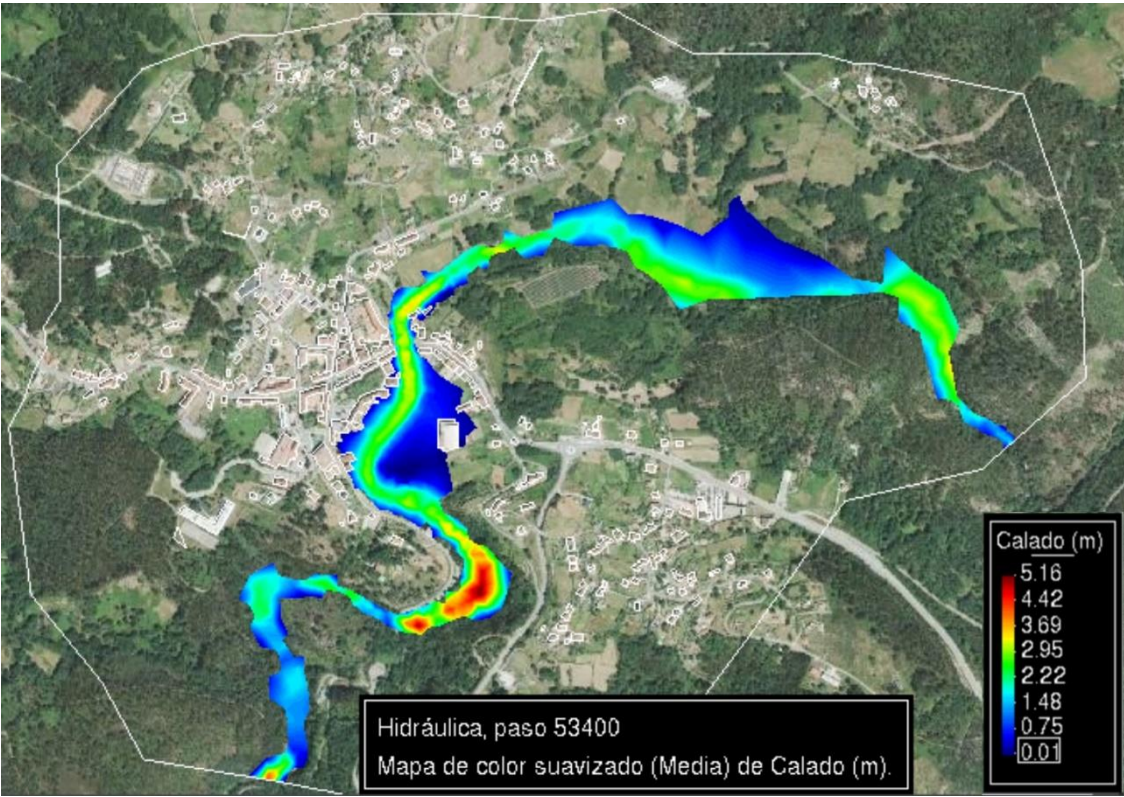 Calado (m)
5.16
4.42
3.69
2.95
2.22
1.48
0.75
0.01
Hidráulica, paso 53400
Mapa de color suavizado (Media) de Calado (m).